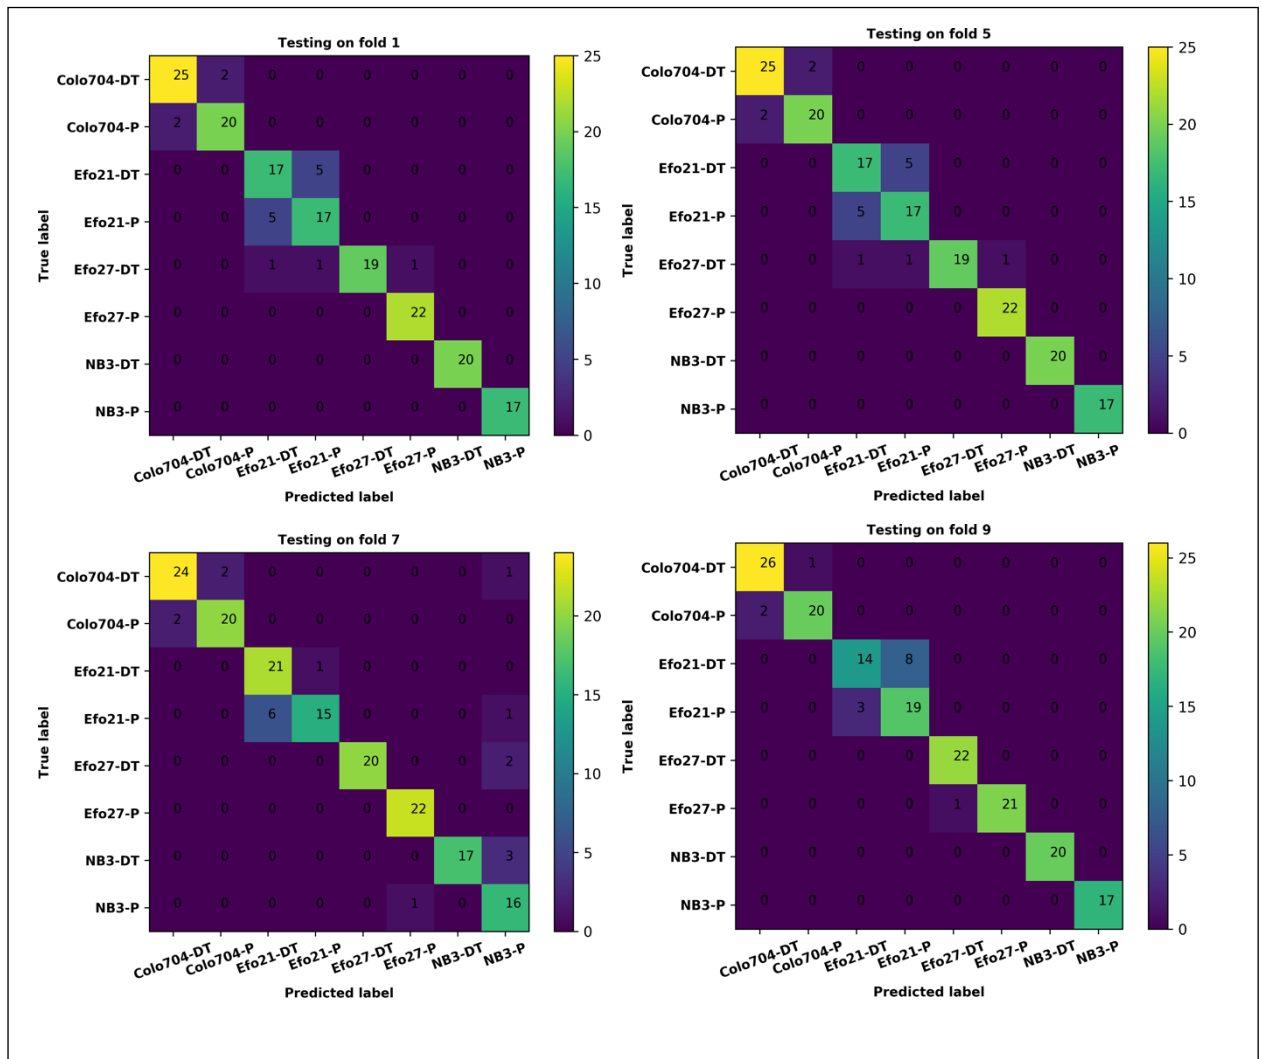 Testing on fold 1
Colo704-DT 25 2 0 0 0 0 0 0
Colo704-P 2 20 0 0 0 0 0 0
Efo21-DT 0 0 17 5 0 0 0 0
Efo21-P 0 0 5 17 0 0 0 0
Efo27-DT 0 0 1 1 19 1 0 0
Efo27-P 0 0 0 0 0 22 0 0
NB3-DT 0 0 0 0 0 0 20 0
NB3-P 0 0 0 0 0 0 0 17
Colo704-DT Colo704-P Efo21-DT Efo21-P Efo27-DT Efo27-P NB3-DT NB3-P
Predicted label
True label
25
20
15
10
5
0
Testing on fold 5
Colo704-DT 25 2 0 0 0 0 0 0
Colo704-P 2 20 0 0 0 0 0 0
Efo21-DT 0 0 17 5 0 0 0 0
Efo21-P 0 0 5 17 0 0 0 0
Efo27-DT 0 0 1 1 19 1 0 0
Efo27-P 0 0 0 0 0 22 0 0
NB3-DT 0 0 0 0 0 0 20 0
NB3-P 0 0 0 0 0 0 0 17
Colo704-DT Colo704-P Efo21-DT Efo21-P Efo27-DT Efo27-P NB3-DT NB3-P
Predicted label
True label
25
20
15
10
5
0
Testing on fold 7
Colo704-DT 24 2 0 0 0 0 0 1
Colo704-P 2 20 0 0 0 0 0 0
Efo21-DT 0 0 21 1 0 0 0 0
Efo21-P 0 0 6 15 0 0 0 1
Efo27-DT 0 0 0 0 20 0 0 2
Efo27-P 0 0 0 0 0 22 0 0
NB3-DT 0 0 0 0 0 0 17 3
NB3-P 0 0 0 0 0 1 0 16
Colo704-DT Colo704-P Efo21-DT Efo21-P Efo27-DT Efo27-P NB3-DT NB3-P
Predicted label
True label
20
15
10
5
0
Testing on fold 9
Colo704-DT 26 1 0 0 0 0 0 0
Colo704-P 2 20 0 0 0 0 0 0
Efo21-DT 0 0 14 8 0 0 0 0
Efo21-P 0 0 3 19 0 0 0 0
Efo27-DT 0 0 0 0 22 0 0 0
Efo27-P 0 0 0 0 1 21 0 0
NB3-DT 0 0 0 0 0 0 20 0
NB3-P 0 0 0 0 0 0 0 17
Colo704-DT Colo704-P Efo21-DT Efo21-P Efo27-DT Efo27-P NB3-DT NB3-P
Predicted label
True label
25
20
15
10
5
0